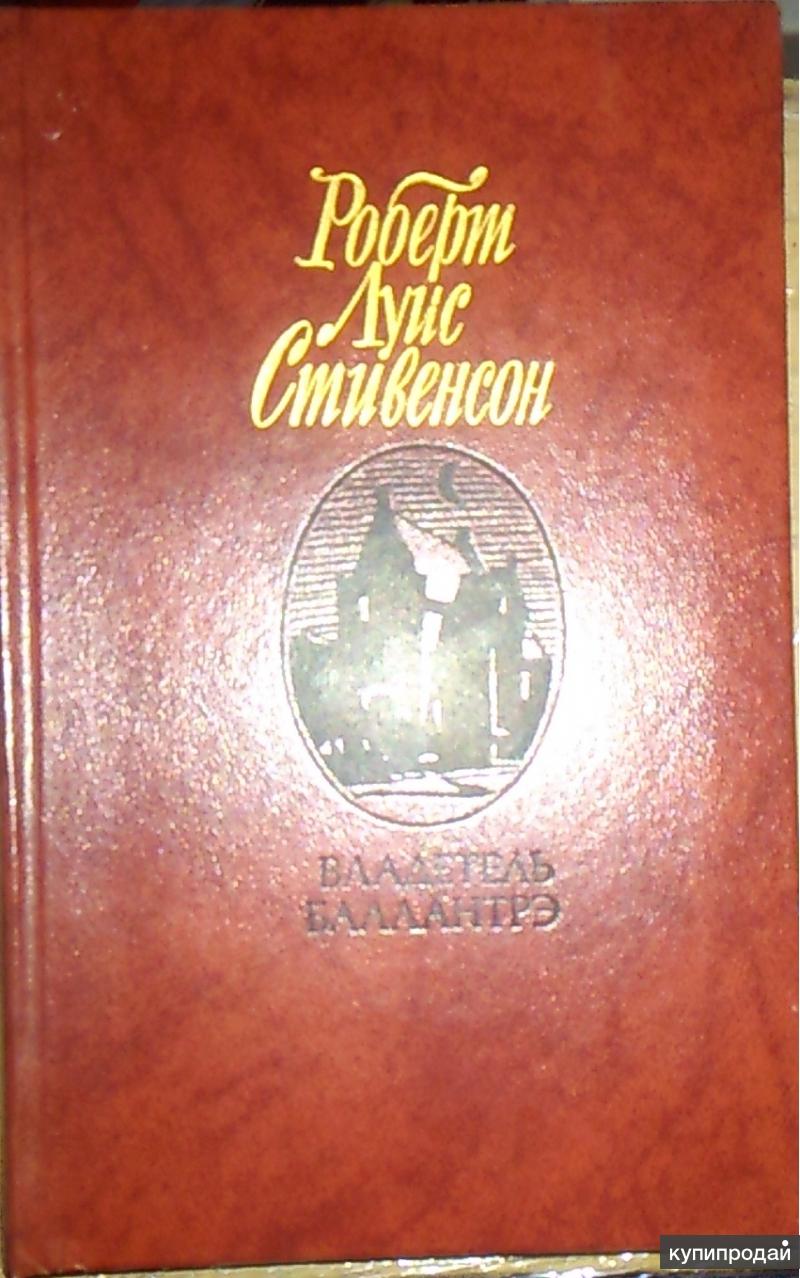 Роберт
Луис
Стивенсон
ВЛАДЕТЕЛЬ
БАЛЛАНТРЭ
купипродай